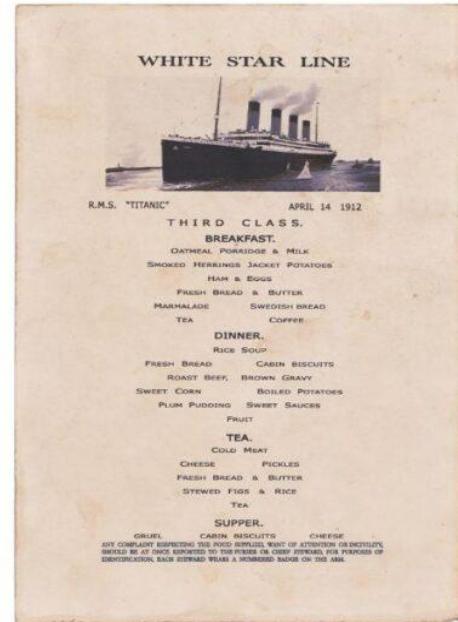 WHITE STAR LINE
R.M.S. "TITANIC" APRIL 14 1912
THIRD CLASS.
BREAKFAST.
OATMEAL PORRIDGE & MILK
SMOKED HERRINGS JACKET POTATOES
HAM & EGGS
FRESH BREAD & BUTTER
MARMALADE SWEDISH BREAD
TEA COFFEE
DINNER.
RICE SOUP
FRESH BREAD CABIN BISCUITS
ROAST BEEF, BROWN GRAVY
SWEET CORN BOILED POTATOES
PLUM PUDDING SWEET SAUCES
FRUIT
TEA.
COLD MEAT
CHEESE PICKLES
FRESH BREAD & BUTTER
STEWED FIGS & RICE
TEA
SUPPER.
GRUEL CABIN BISCUITS CHEESE
ANY COMPLAINT RESPECTING THE FOOD SUPPLIED, WANT OF ATTENTION OR INCIVILITY,
SHOULD BE AT ONCE REPORTED TO THE PURSER OR CHIEF STEWARD, FOR PURPOSES OF
IDENTIFICATION, EACH STEWARD WEARS A NUMBERED BADGE ON THE ARM.